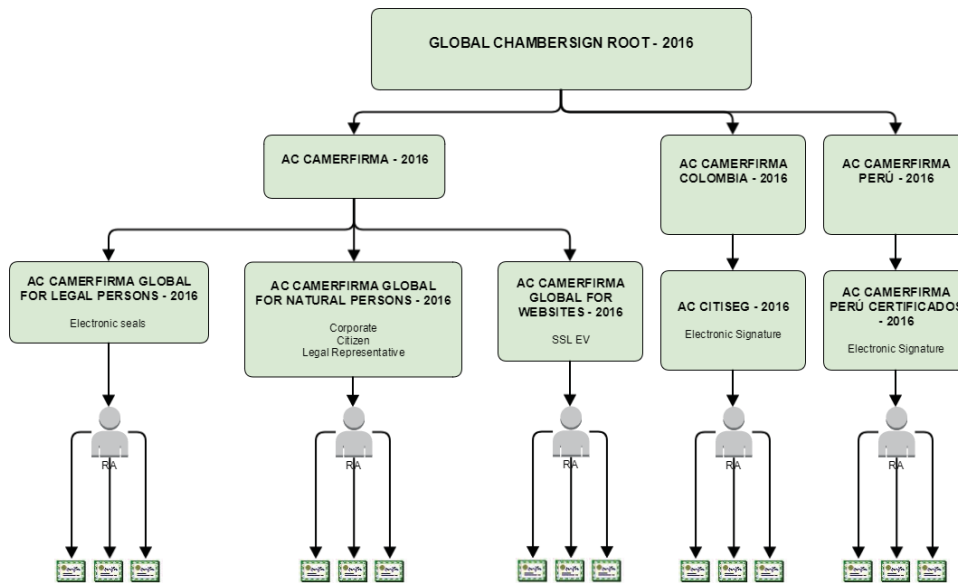 GLOBAL CHAMBERSIGN ROOT - 2016
AC CAMERFIRMA - 2016
AC CAMERFIRMA
COLOMBIA - 2016
AC CAMERFIRMA
PERÚ - 2016
AC CAMERFIRMA GLOBAL
FOR LEGAL PERSONS - 2016
Electronic seals
AC CAMERFIRMA GLOBAL
FOR NATURAL PERSONS - 2016
Corporate
Citizen
Legal Representative
AC CAMERFIRMA
GLOBAL FOR
WEBSITES - 2016
SSL EV
AC CITISEG - 2016
Electronic Signature
AC CAMERFIRMA
PERÚ CERTIFICADOS
- 2016
Electronic Signature
RA
RA
RA
RA
RA